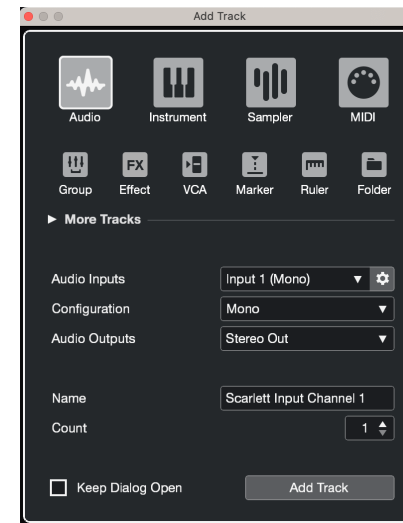 Add Track
Audio Instrument Sampler MIDI
FX
Group Effect VCA Marker Ruler Folder
More Tracks
Audio Inputs Input 1 (Mono)
Configuration Mono
Audio Outputs Stereo Out
Name Scarlett Input Channel 1
Count 1
Keep Dialog Open Add Track